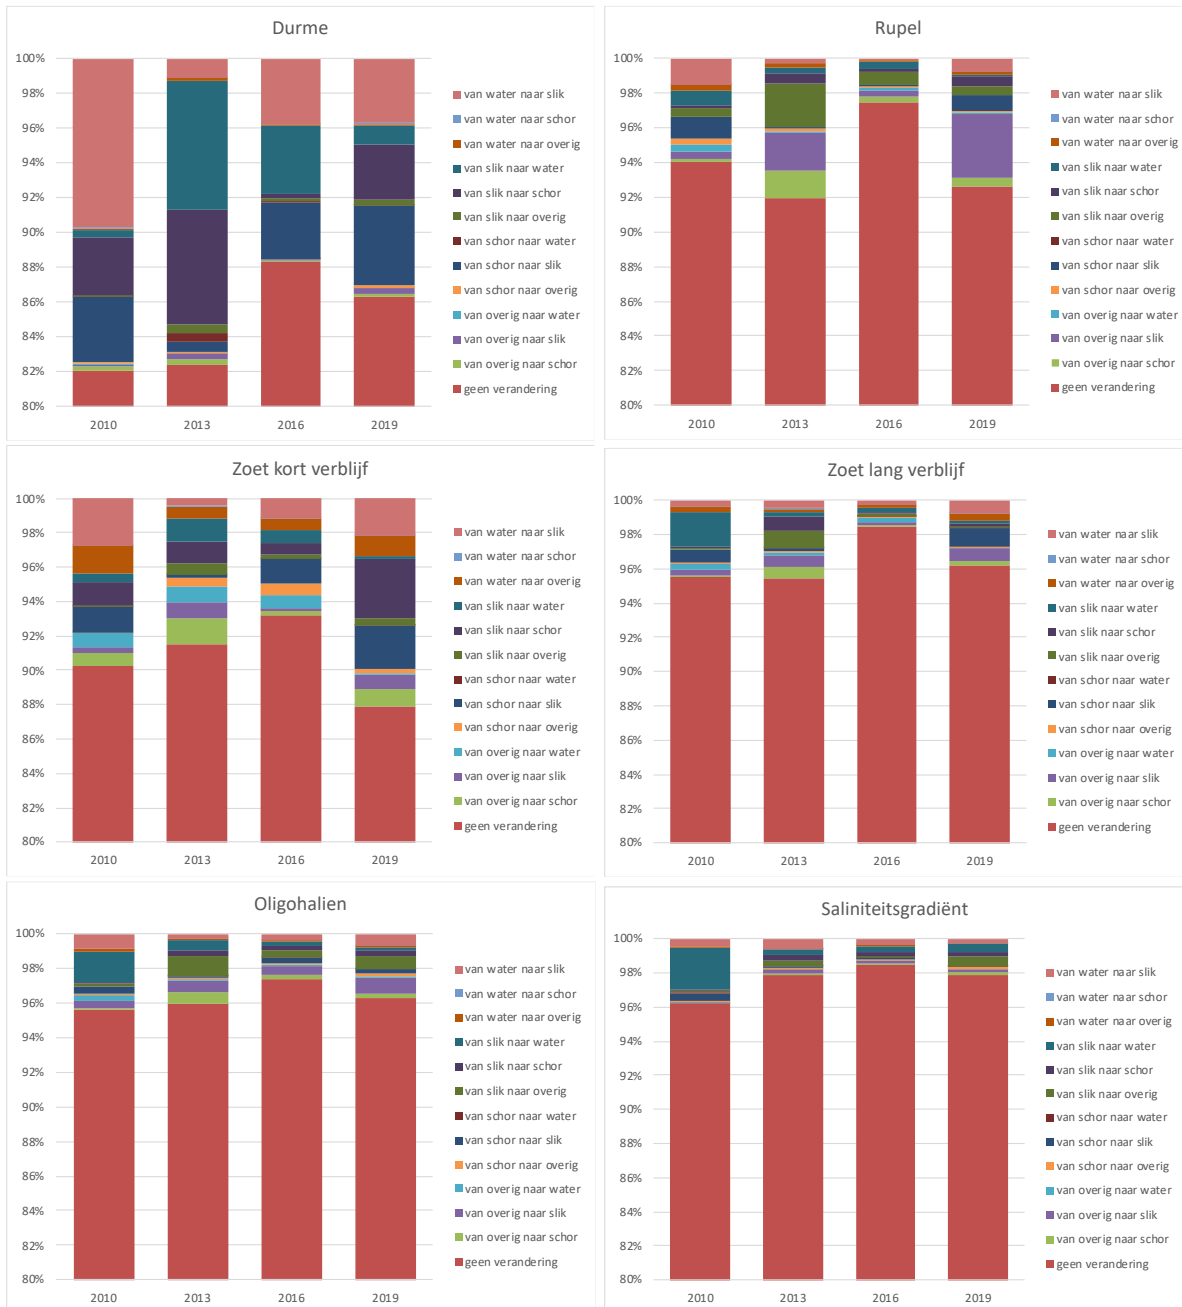 Durme
100%
98%
96%
94%
92%
90%
88%
86%
84%
82%
80%
2010 2013 2016 2019
van water naar slik
van water naar schor
van water naar overig
van slik naar water
van slik naar schor
van slik naar overig
van schor naar water
van schor naar slik
van schor naar overig
van overig naar water
van overig naar slik
van overig naar schor
geen verandering
Rupel
100%
98%
96%
94%
92%
90%
88%
86%
84%
82%
80%
2010 2013 2016 2019
van water naar slik
van water naar schor
van water naar overig
van slik naar water
van slik naar schor
van slik naar overig
van schor naar water
van schor naar slik
van schor naar overig
van overig naar water
van overig naar slik
van overig naar schor
geen verandering
Zoet kort verblijf
100%
98%
96%
94%
92%
90%
88%
86%
84%
82%
80%
2010 2013 2016 2019
van water naar slik
van water naar schor
van water naar overig
van slik naar water
van slik naar schor
van slik naar overig
van schor naar water
van schor naar slik
van schor naar overig
van overig naar water
van overig naar slik
van overig naar schor
geen verandering
Zoet lang verblijf
100%
98%
96%
94%
92%
90%
88%
86%
84%
82%
80%
2010 2013 2016 2019
van water naar slik
van water naar schor
van water naar overig
van slik naar water
van slik naar schor
van slik naar overig
van schor naar water
van schor naar slik
van schor naar overig
van overig naar water
van overig naar slik
van overig naar schor
geen verandering
Oligohalien
100%
98%
96%
94%
92%
90%
88%
86%
84%
82%
80%
2010 2013 2016 2019
van water naar slik
van water naar schor
van water naar overig
van slik naar water
van slik naar schor
van slik naar overig
van schor naar water
van schor naar slik
van schor naar overig
van overig naar water
van overig naar slik
van overig naar schor
geen verandering
Saliniteitsgradiënt
100%
98%
96%
94%
92%
90%
88%
86%
84%
82%
80%
2010 2013 2016 2019
van water naar slik
van water naar schor
van water naar overig
van slik naar water
van slik naar schor
van slik naar overig
van schor naar water
van schor naar slik
van schor naar overig
van overig naar water
van overig naar slik
van overig naar schor
geen verandering